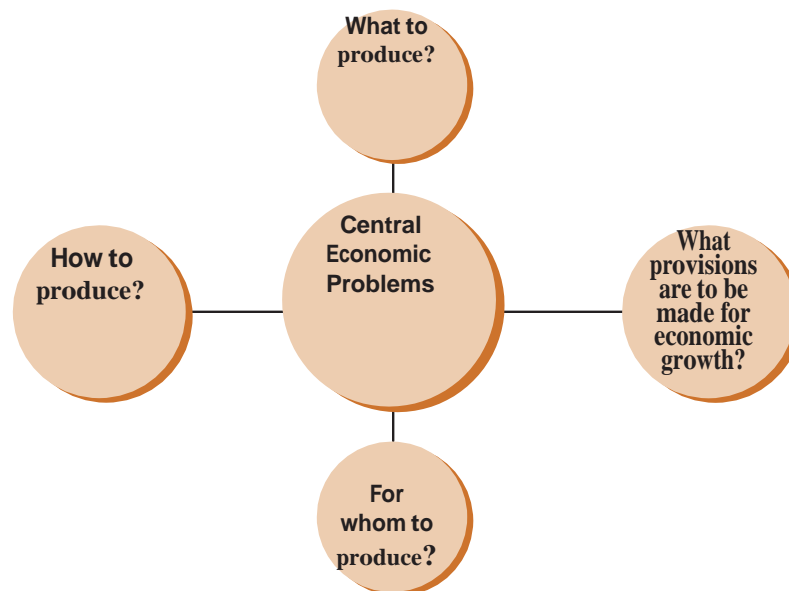 What to
produce?
Central
Economic
Problems
How to
produce?
What
provisions
are to be
made for
economic
growth?
For
whom to
produce?